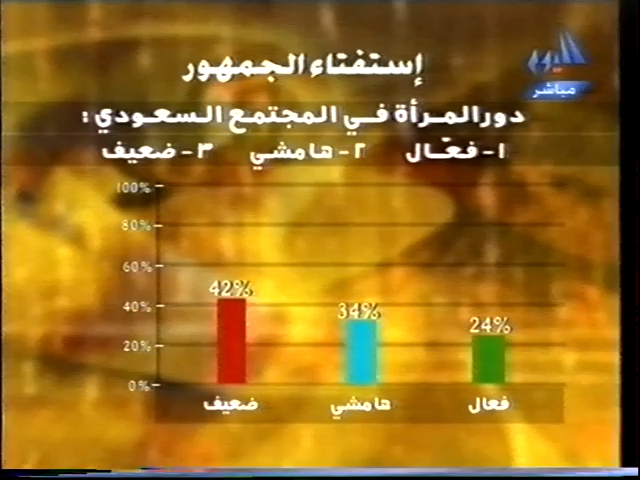 إستفتاء الجمهور
اليوم
مباشر
دور المرأة في المجتمع السعودي :
١- فعّال ٢- هامشي ٣- ضعيف
100%
80%
60%
40%
20%
0%
42%
34%
24%
ضعيف
هامشي
فعال